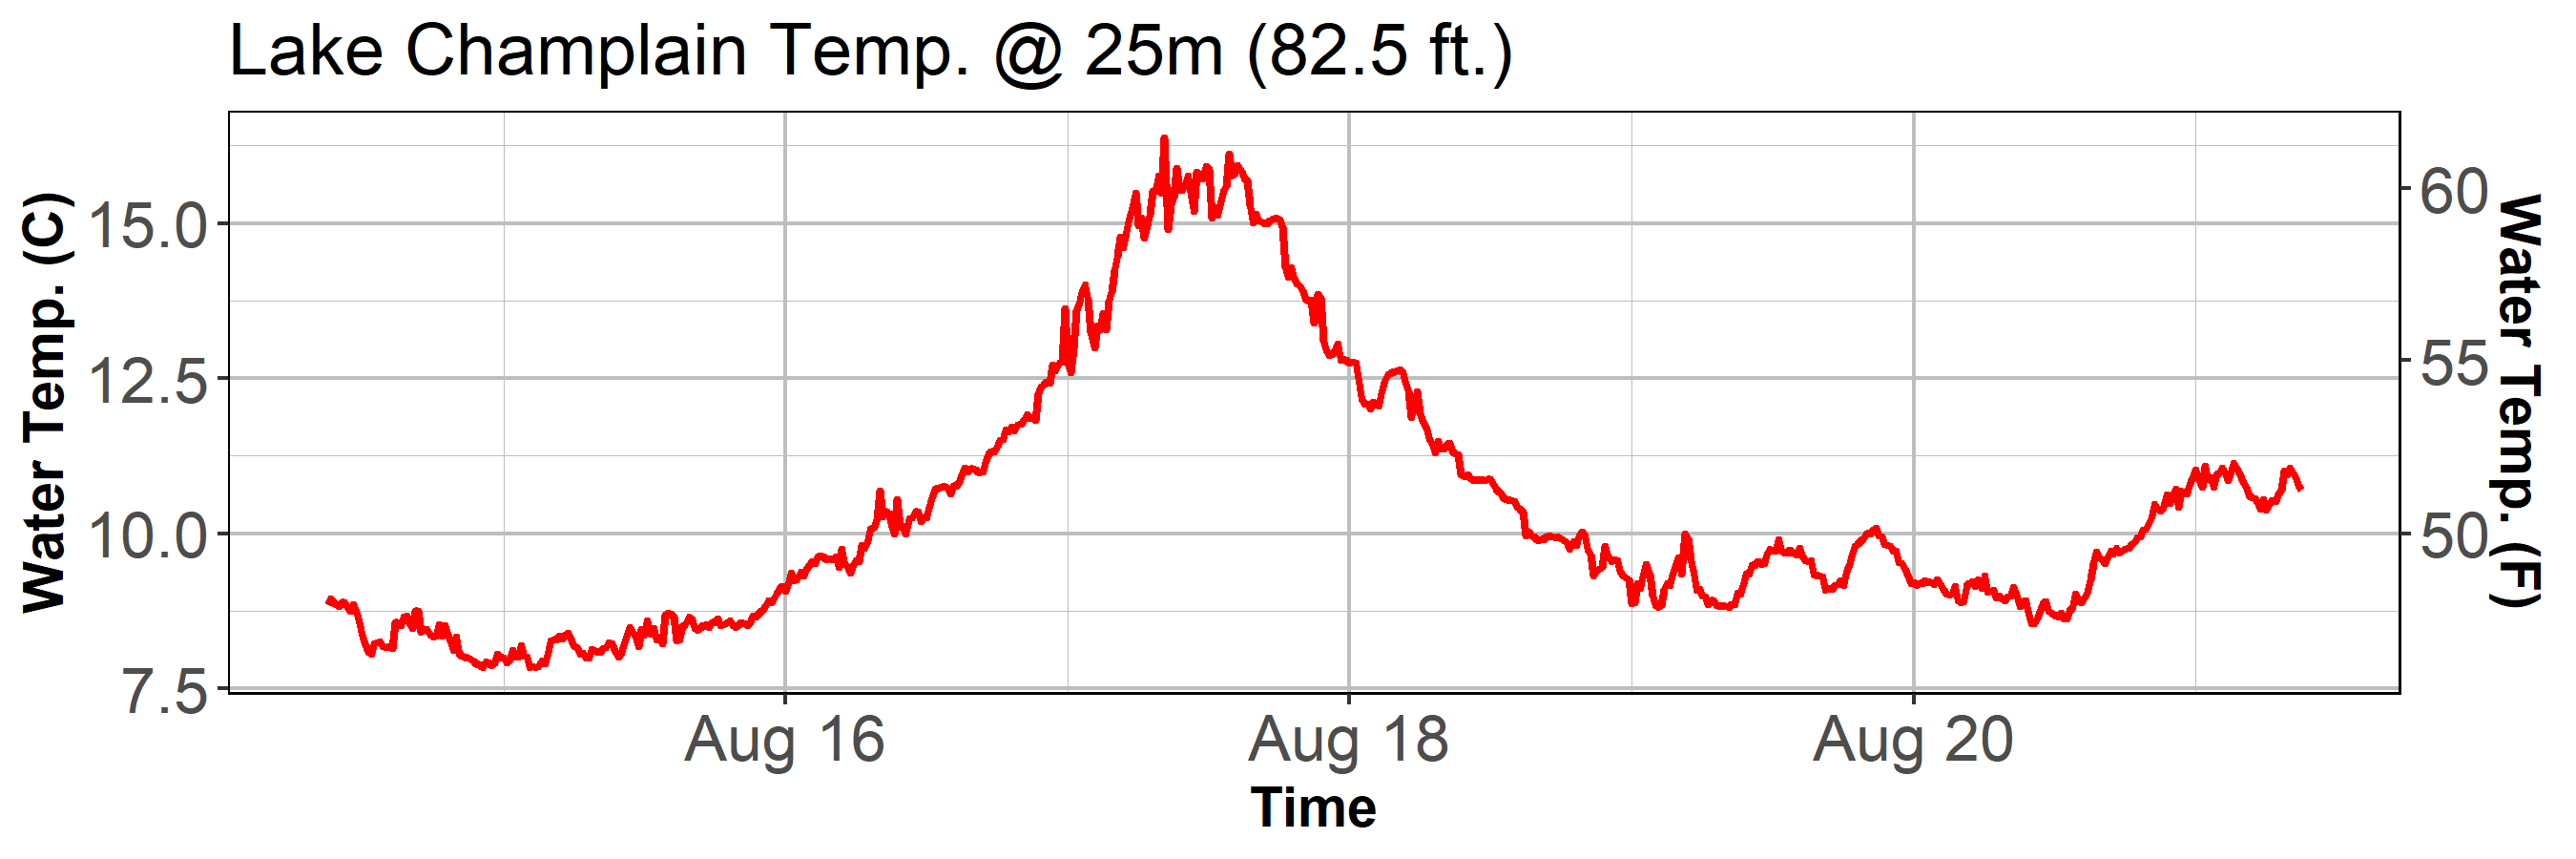 Lake Champlain Temp. @ 25m (82.5 ft.)
Water Temp. (C)
15.0
12.5
10.0
7.5
60
55
50
Water Temp. (F)
Aug 16 Aug 18 Aug 20
Time